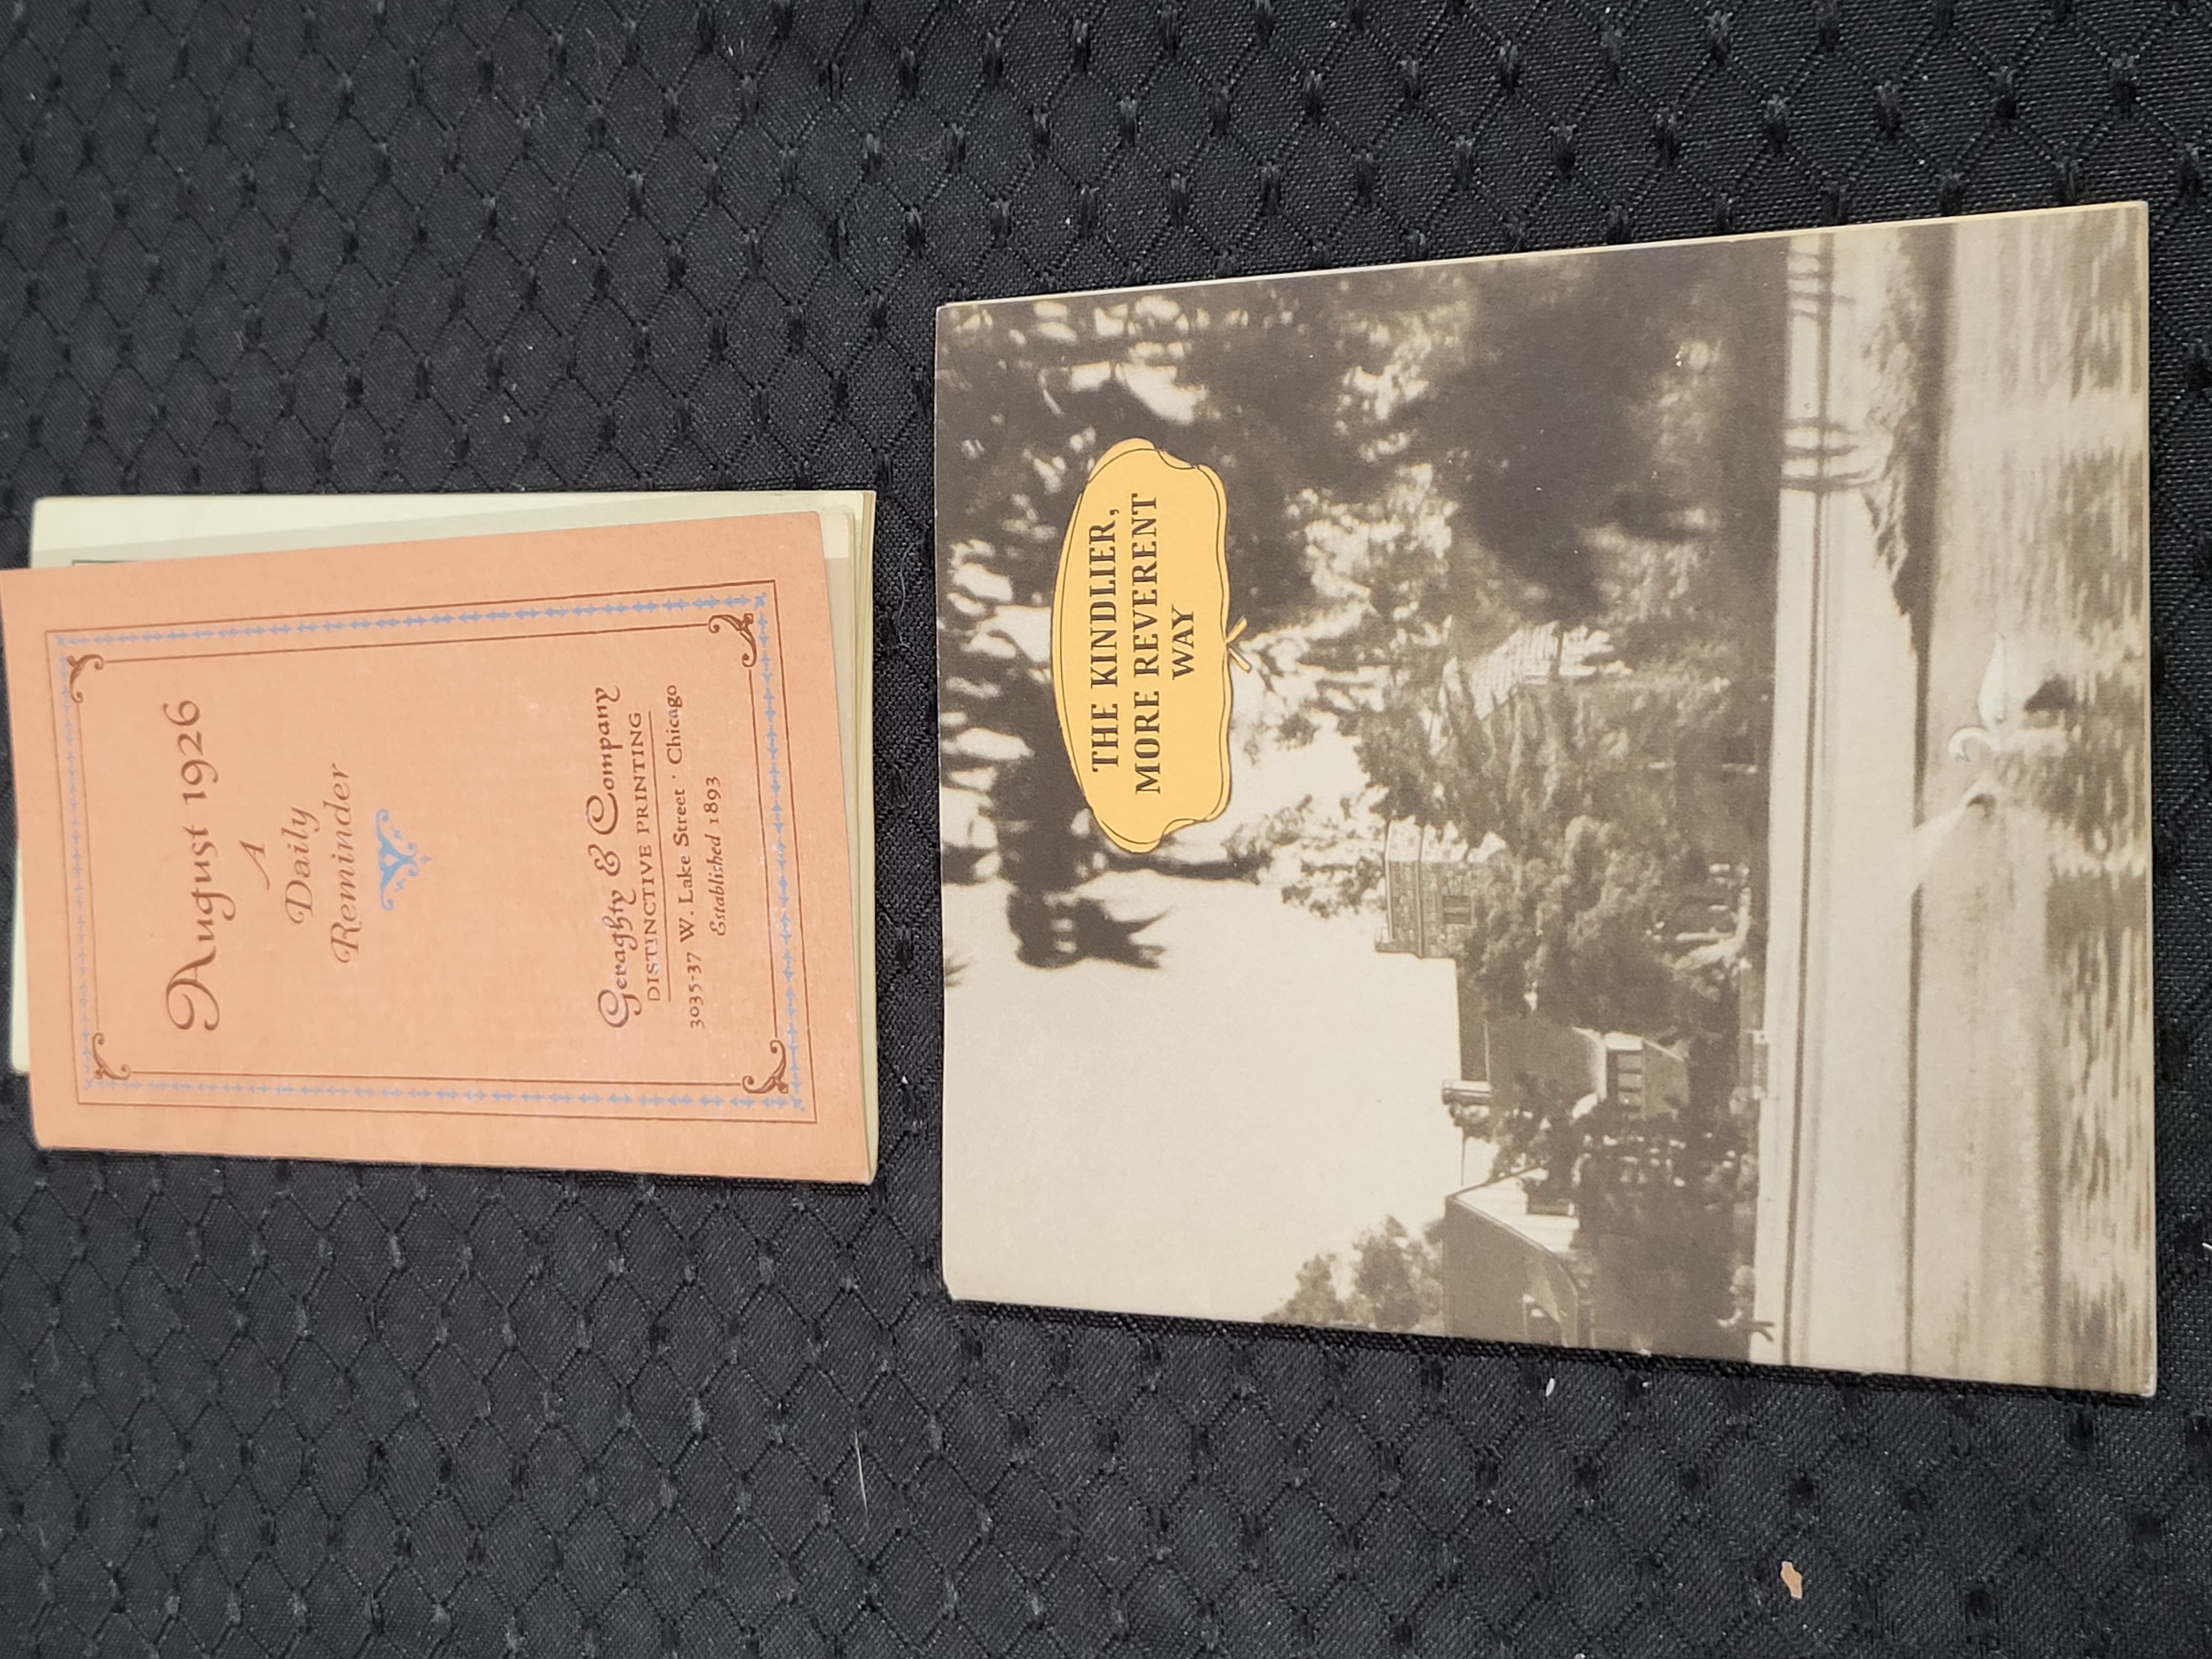 August 1926
A
Daily
Reminder
Geraghty & Company
DISTINCTIVE PRINTING
3035-37 W. Lake Street · Chicago
Established 1893
THE KINDLIER,
MORE REVERENT
WAY